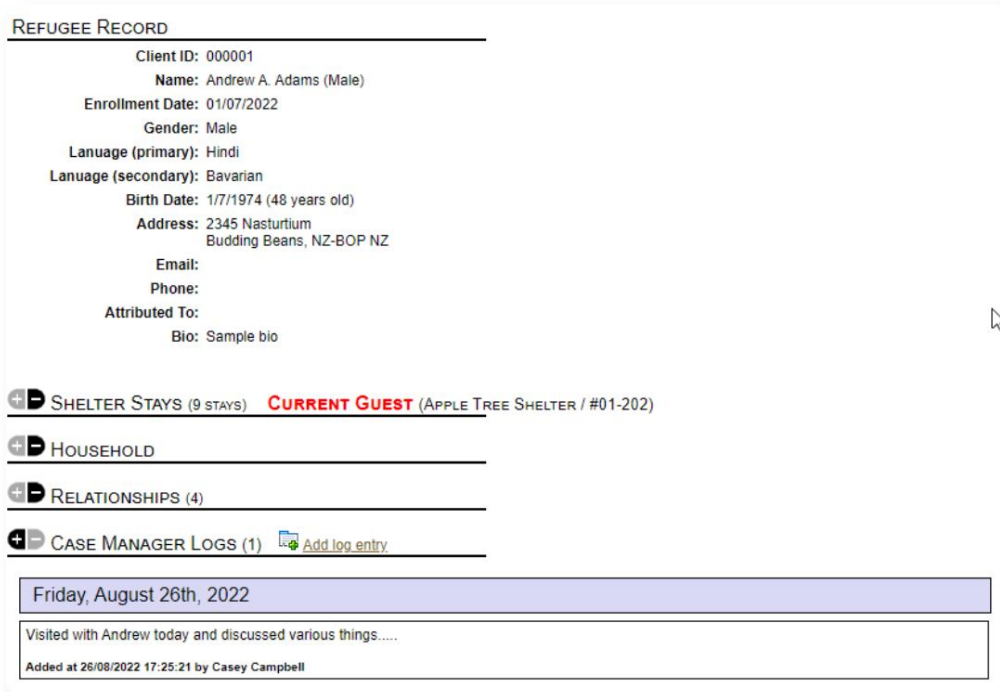 REFUGEE RECORD
Client ID: 000001
Name: Andrew A. Adams (Male)
Enrollment Date: 01/07/2022
Gender: Male
Lanuage (primary): Hindi
Lanuage (secondary): Bavarian
Birth Date: 1/7/1974 (48 years old)
Address: 2345 Nasturtium
Budding Beans, NZ-BOP NZ
Email:
Phone:
Attributed To:
Bio: Sample bio
SHELTER STAYS (9 STAYS) CURRENT GUEST (APPLE TREE SHELTER / #01-202)
HOUSEHOLD
RELATIONSHIPS (4)
CASE MANAGER LOGS (1) Add log entry
Friday, August 26th, 2022
Visited with Andrew today and discussed various things.....
Added at 26/08/2022 17:25:21 by Casey Campbell